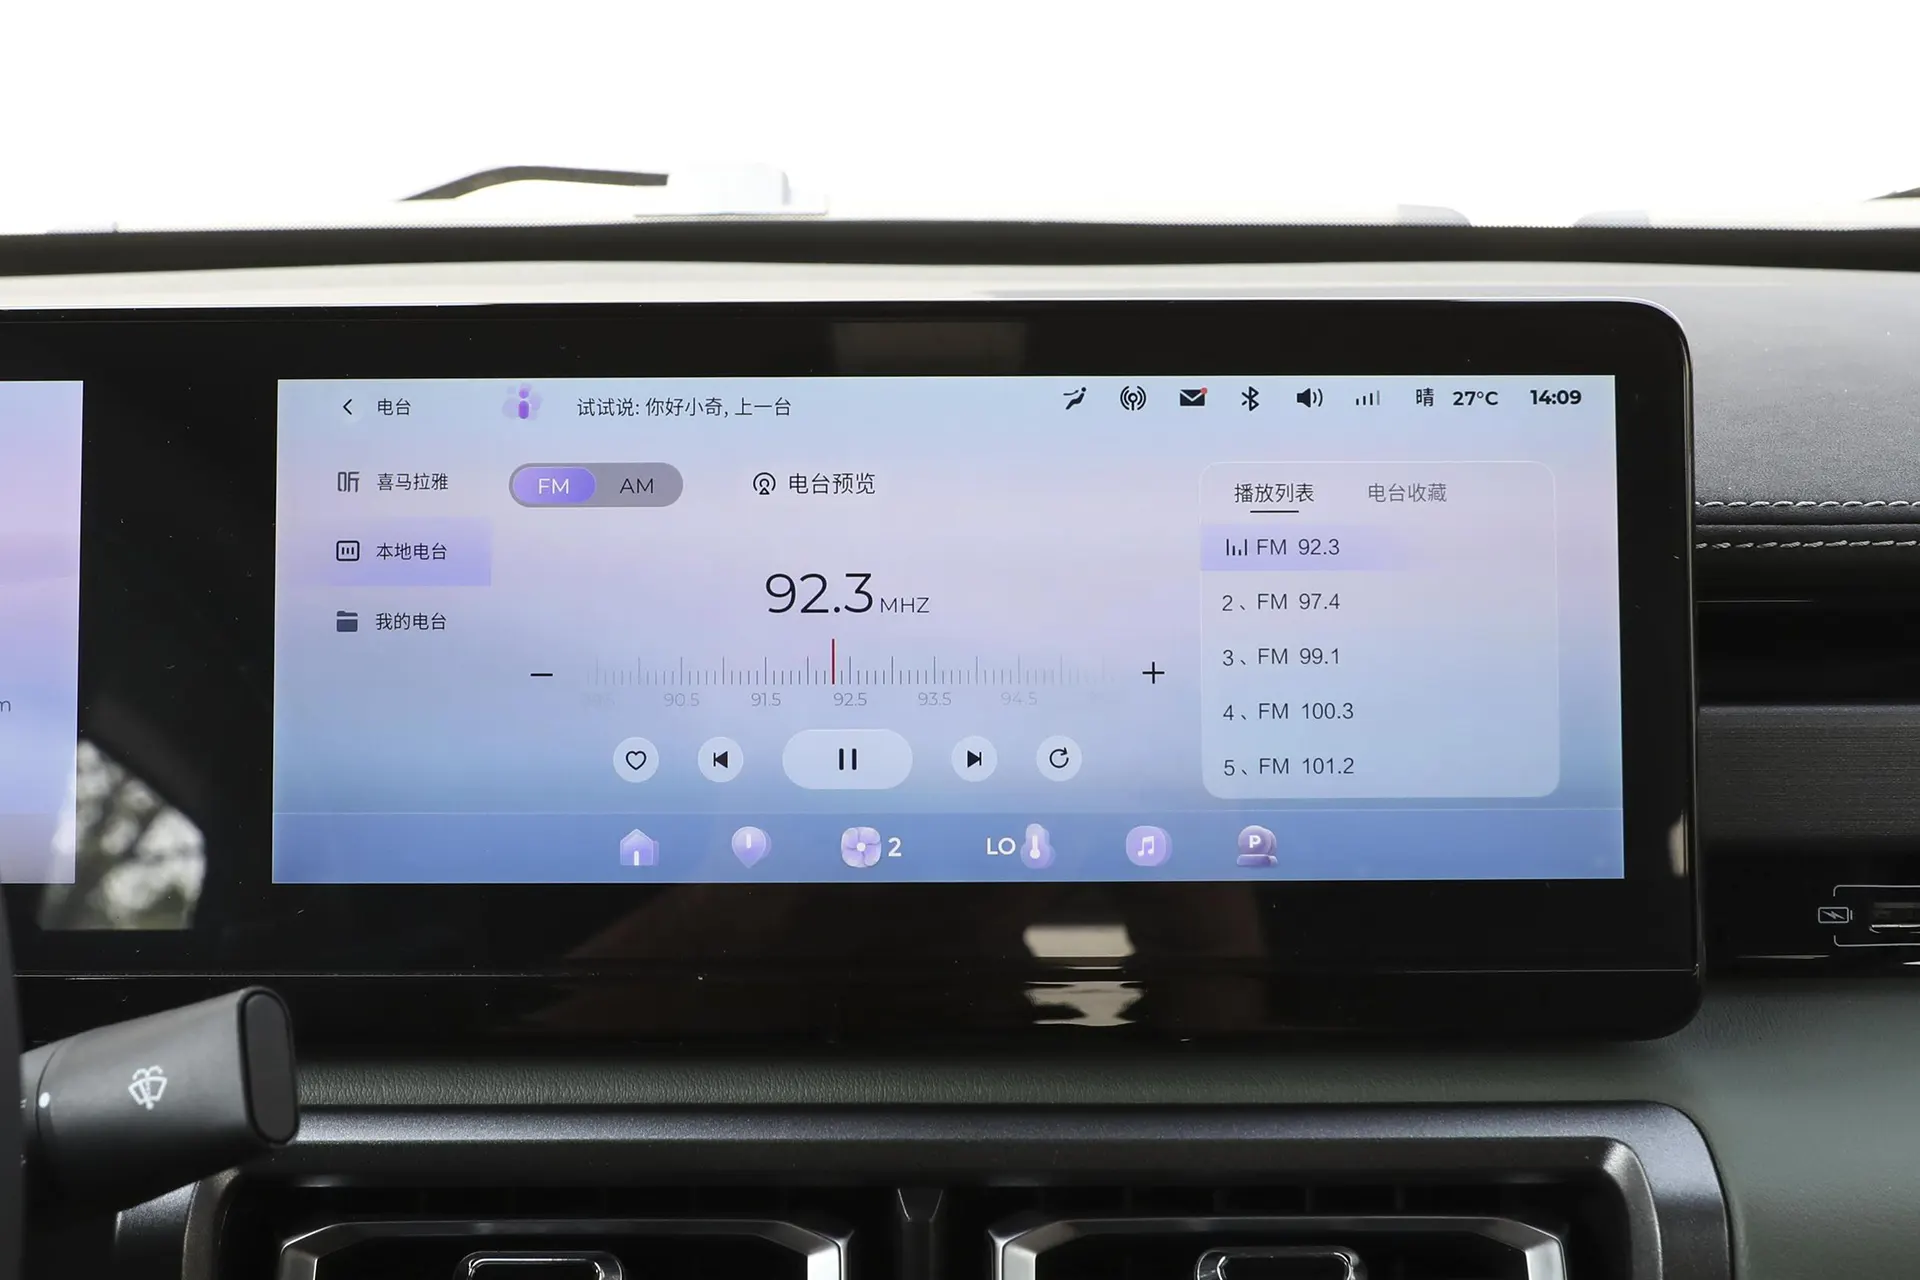 电台
试试说: 你好小奇, 上一台
晴 27°C 14:09
听 喜马拉雅
本地电台
我的电台
FM AM
电台预览
92.3 MHZ
90.5 91.5 92.5 93.5 94.5
播放列表 电台收藏
FM 92.3
2、FM 97.4
3、FM 99.1
4、FM 100.3
5、FM 101.2
2 LO P
m